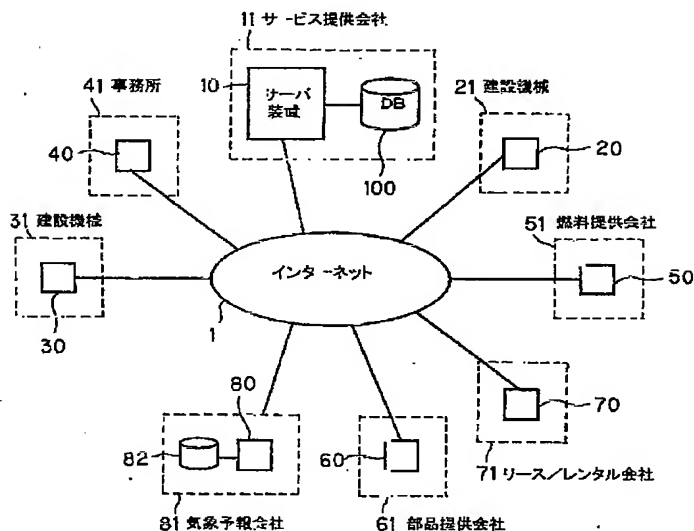 11 サービス提供会社
41 事務所
10
サーバ
装置
DB
21 建設機械
40
100
20
31 建設機械
51 燃料提供会社
インターネット
50
30
1
80
70
82
60
71 リース/レンタル会社
81 気象予報会社
61 部品提供会社